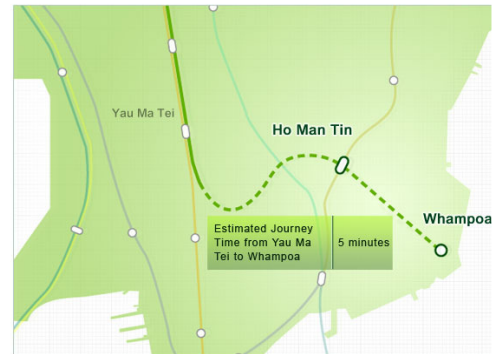 Yau Ma Tei
Ho Man Tin
Whampoa
Estimated Journey
Time from Yau Ma
Tei to Whampoa
5 minutes